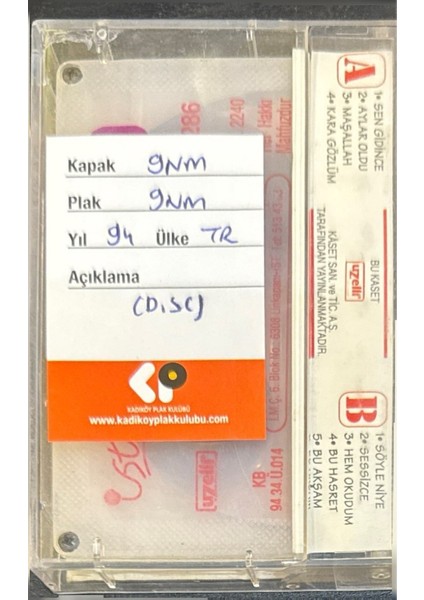 Kapak 9NM
Plak 9NM
Yıl 94 Ülke TR
Açıklama
(DISC)
KADIKÖY PLAK KULÜBÜ
www.kadikoyplakkulubu.com
286
2240
uzelli
KB
94.34.Ü.014
A
1• SEN GİDİNCE
2• AYLAR OLDU
3• MAŞALLAH
4• KARA GÖZLÜM
BU KASET
uzelli
KASET SAN. ve TİC. A.Ş.
TARAFINDAN YAYINLANMAKTADIR.
B
1• SÖYLE NİYE
2• SESSİZCE
3• HEM OKUDUM
4• BU HASRET
5• BU AKŞAM